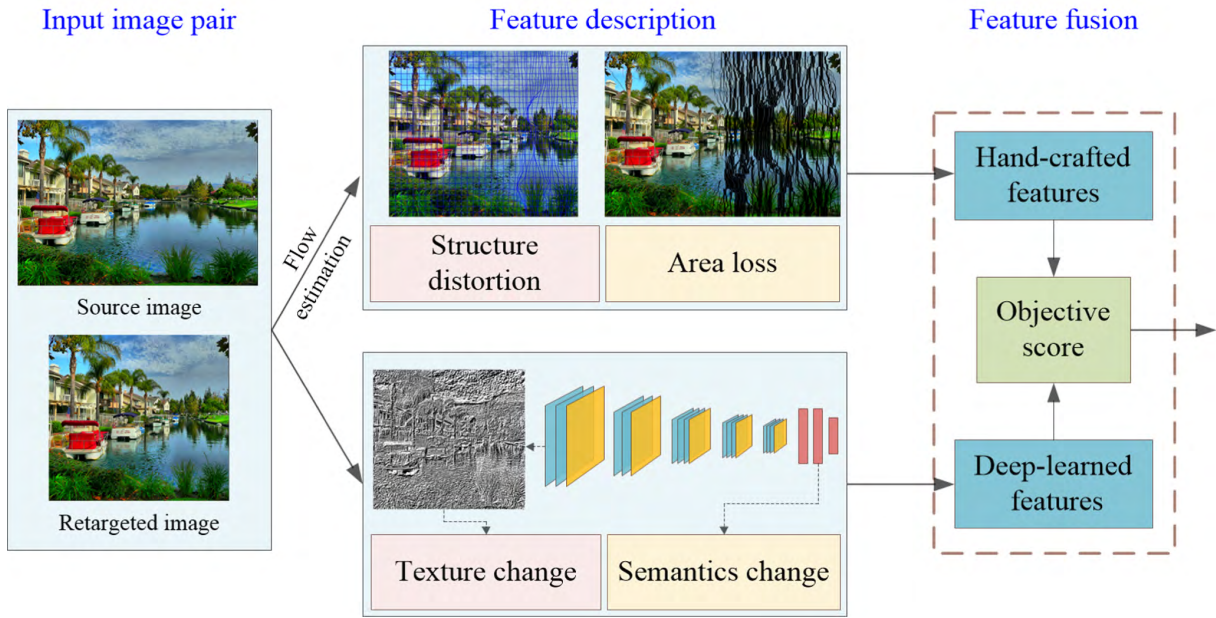 Input image pair
Feature description
Feature fusion
Source image
Retargeted image
Flow
estimation
Structure
distortion
Area loss
Texture change
Semantics change
Hand-crafted
features
Objective
score
Deep-learned
features